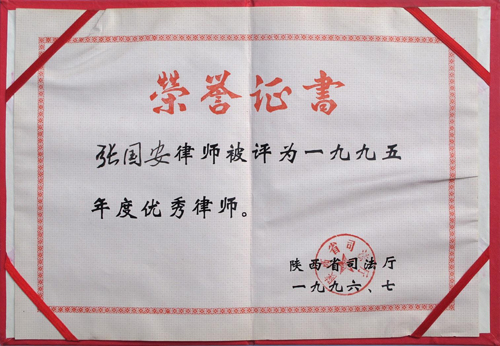 荣誉证书
张国安律师被评为一九九五
年度优秀律师。
陕西省司法厅
一九九六、七